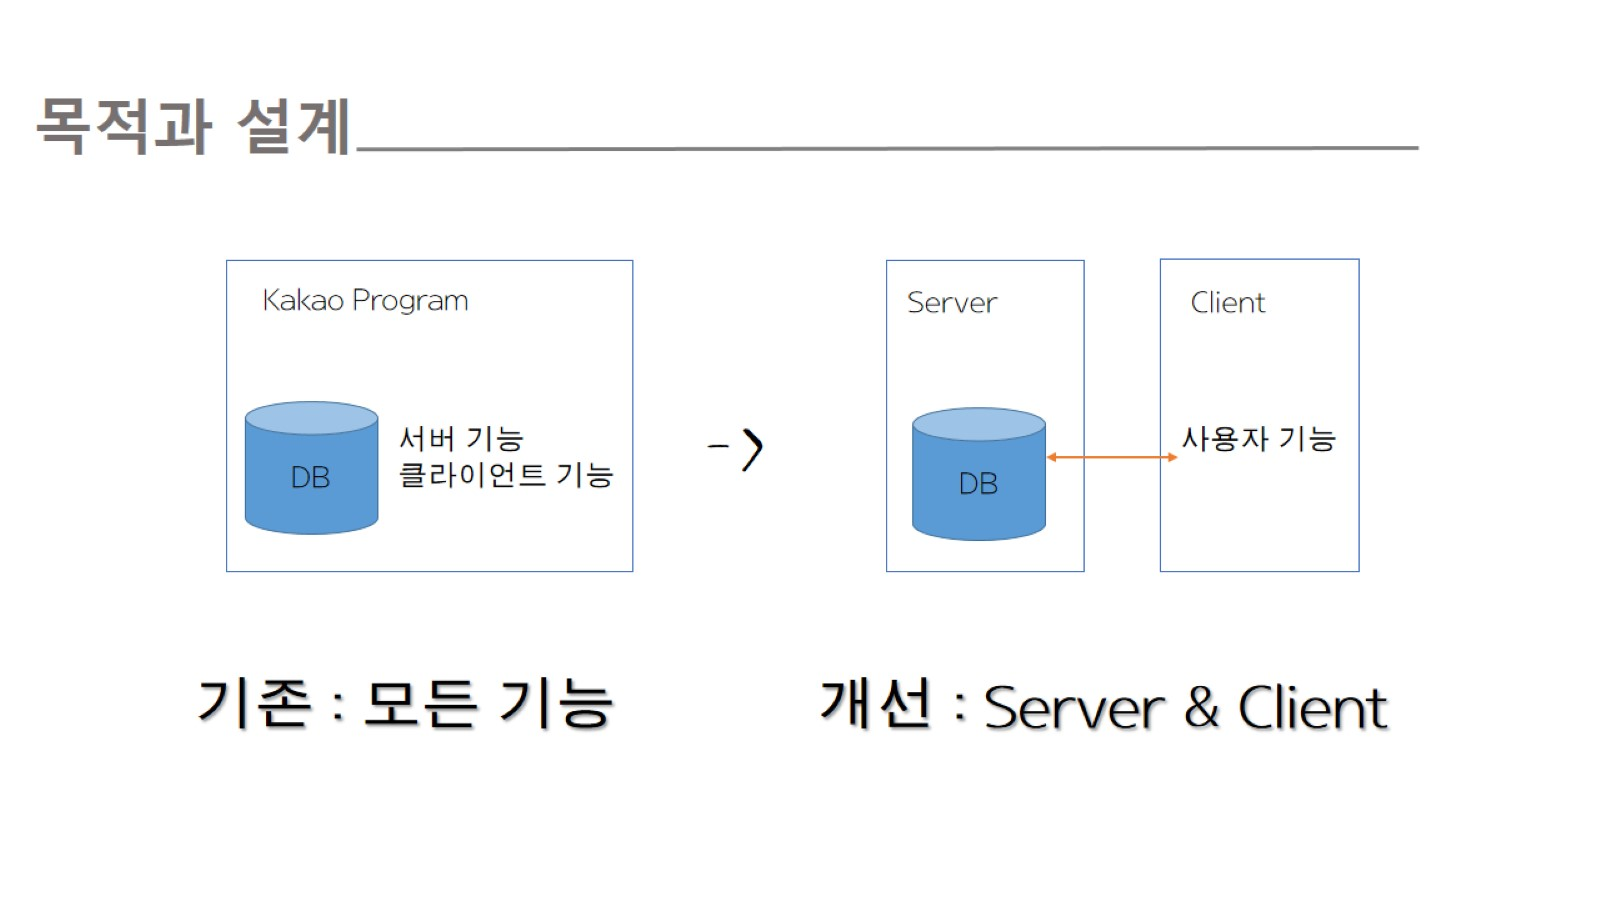 목적과 설계
Kakao Program
DB
서버 기능
클라이언트 기능
->
Server
DB
Client
사용자 기능
기존 : 모든 기능
개선 : Server & Client